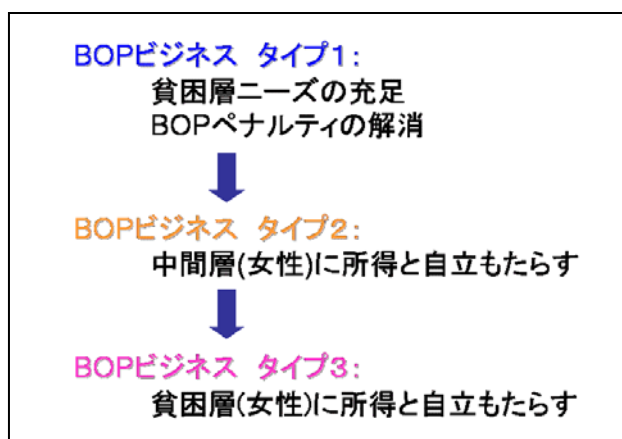 BOPビジネス タイプ1:
貧困層ニーズの充足
BOPペナルティの解消
BOPビジネス タイプ2:
中間層(女性)に所得と自立もたらす
BOPビジネス タイプ3:
貧困層(女性)に所得と自立もたらす